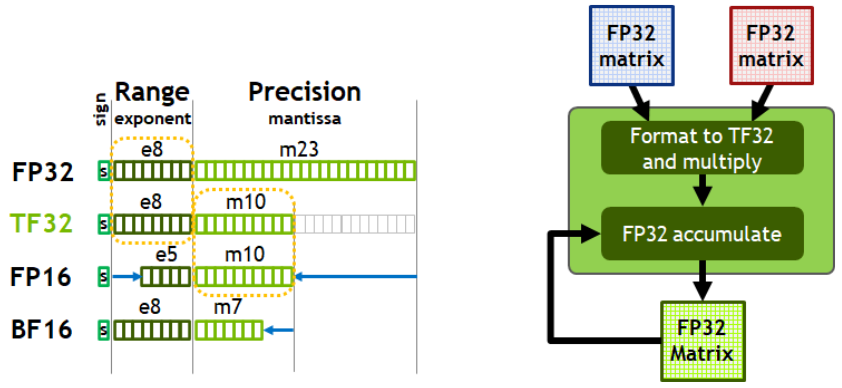 sign
Range
exponent
Precision
mantissa
FP32
s
e8
m23
TF32
s
e8
m10
FP16
s
e5
m10
BF16
s
e8
m7
FP32
matrix
FP32
matrix
Format to TF32
and multiply
FP32 accumulate
FP32
Matrix